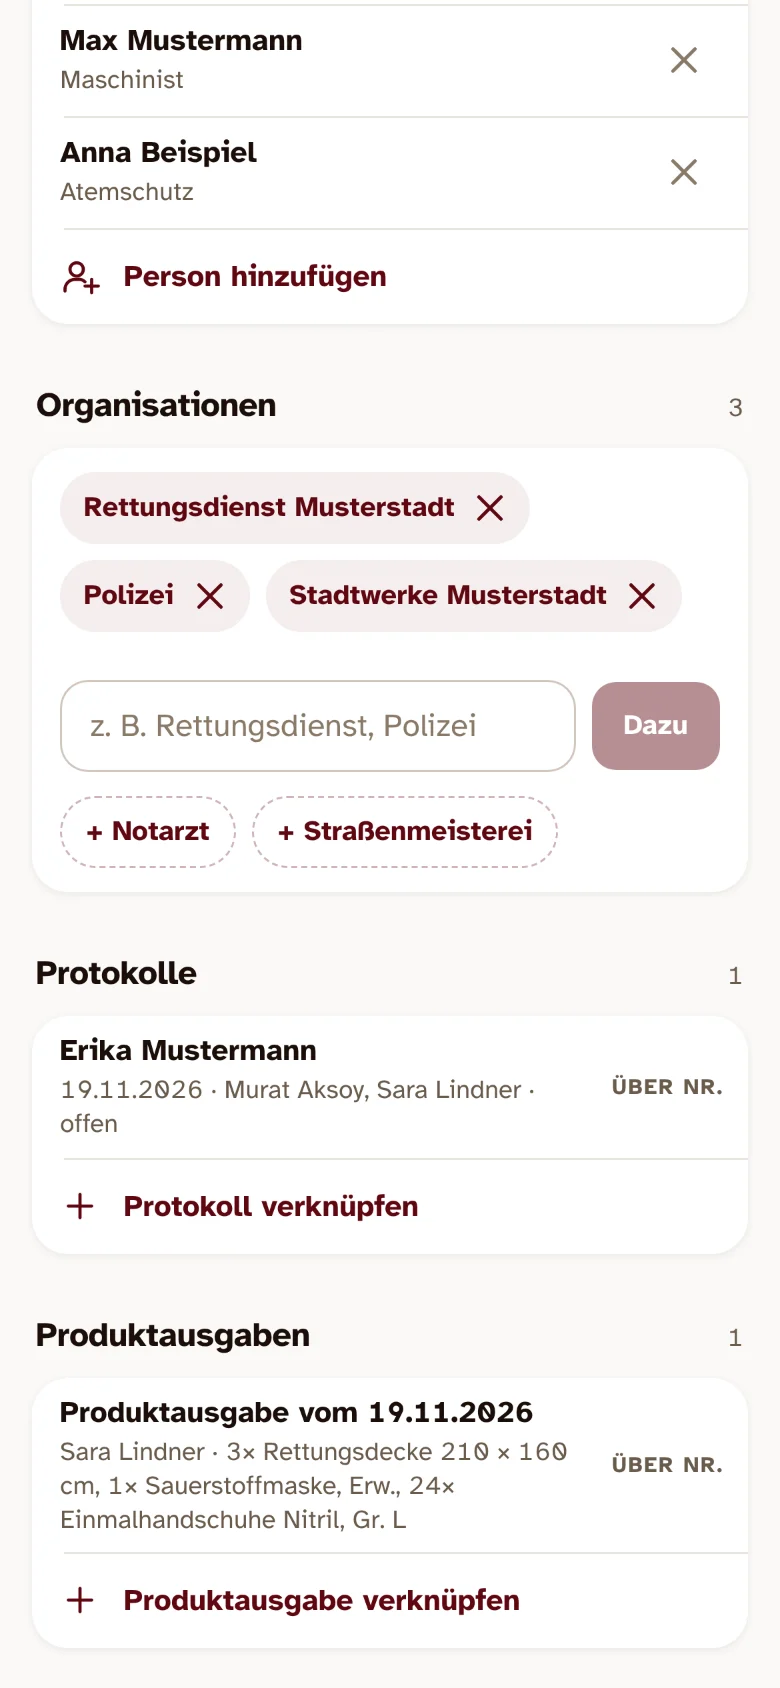 Max Mustermann
Maschinist
Anna Beispiel
Atemschutz
Person hinzufügen
Organisationen
3
Rettungsdienst Musterstadt
Polizei
Stadtwerke Musterstadt
z. B. Rettungsdienst, Polizei
Dazu
+ Notarzt
+ Straßenmeisterei
Protokolle
1
Erika Mustermann
19.11.2026 · Murat Aksoy, Sara Lindner ·
offen
ÜBER NR.
Protokoll verknüpfen
Produktausgaben
1
Produktausgabe vom 19.11.2026
Sara Lindner · 3× Rettungsdecke 210 × 160
cm, 1× Sauerstoffmaske, Erw., 24×
Einmalhandschuhe Nitril, Gr. L
ÜBER NR.
Produktausgabe verknüpfen